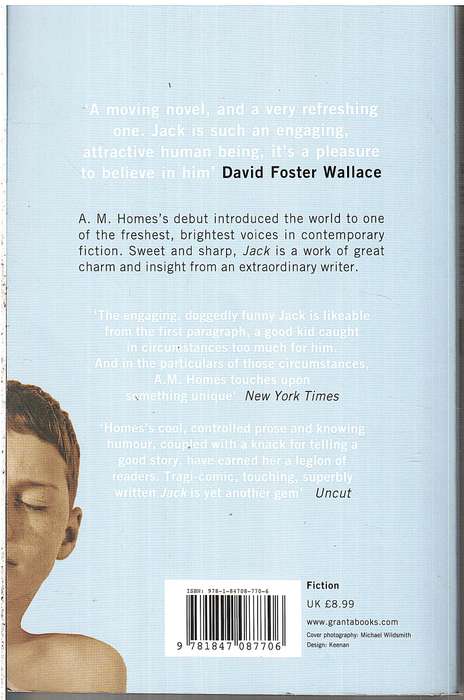 'A moving novel, and a very refreshing
one. Jack is such an engaging,
attractive human being, it's a pleasure
to believe in him' David Foster Wallace
A. M. Homes's debut introduced the world to one
of the freshest, brightest voices in contemporary
fiction. Sweet and sharp, Jack is a work of great
charm and insight from an extraordinary writer.
'The engaging, doggedly funny Jack is likeable
from the first paragraph, a good kid caught
in circumstances too much for him.
And in the particulars of those circumstances,
A.M. Homes touches upon
something unique' New York Times
'Homes's cool, controlled prose and knowing
humour, coupled with a knack for telling a
good story, have earned her a legion of
readers. Tragi-comic, touching, superbly
written Jack is yet another gem' Uncut
ISBN: 978-1-84708-770-6
9 781847 087706
Fiction
UK £8.99
www.grantabooks.com
Cover photography: Michael Wildsmith
Design: Keenan